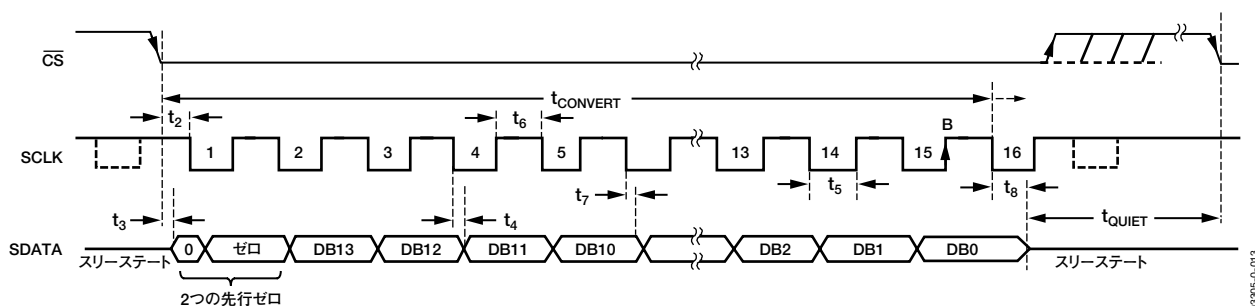 CS
tCONVERT
t2
t6
B
SCLK
1
2
3
4
5
13
14
15
16
t3
t4
t7
t5
t8
tQUIET
SDATA
0
ゼロ
DB13
DB12
DB11
DB10
DB2
DB1
DB0
スリーステート
スリーステート
2つの先行ゼロ